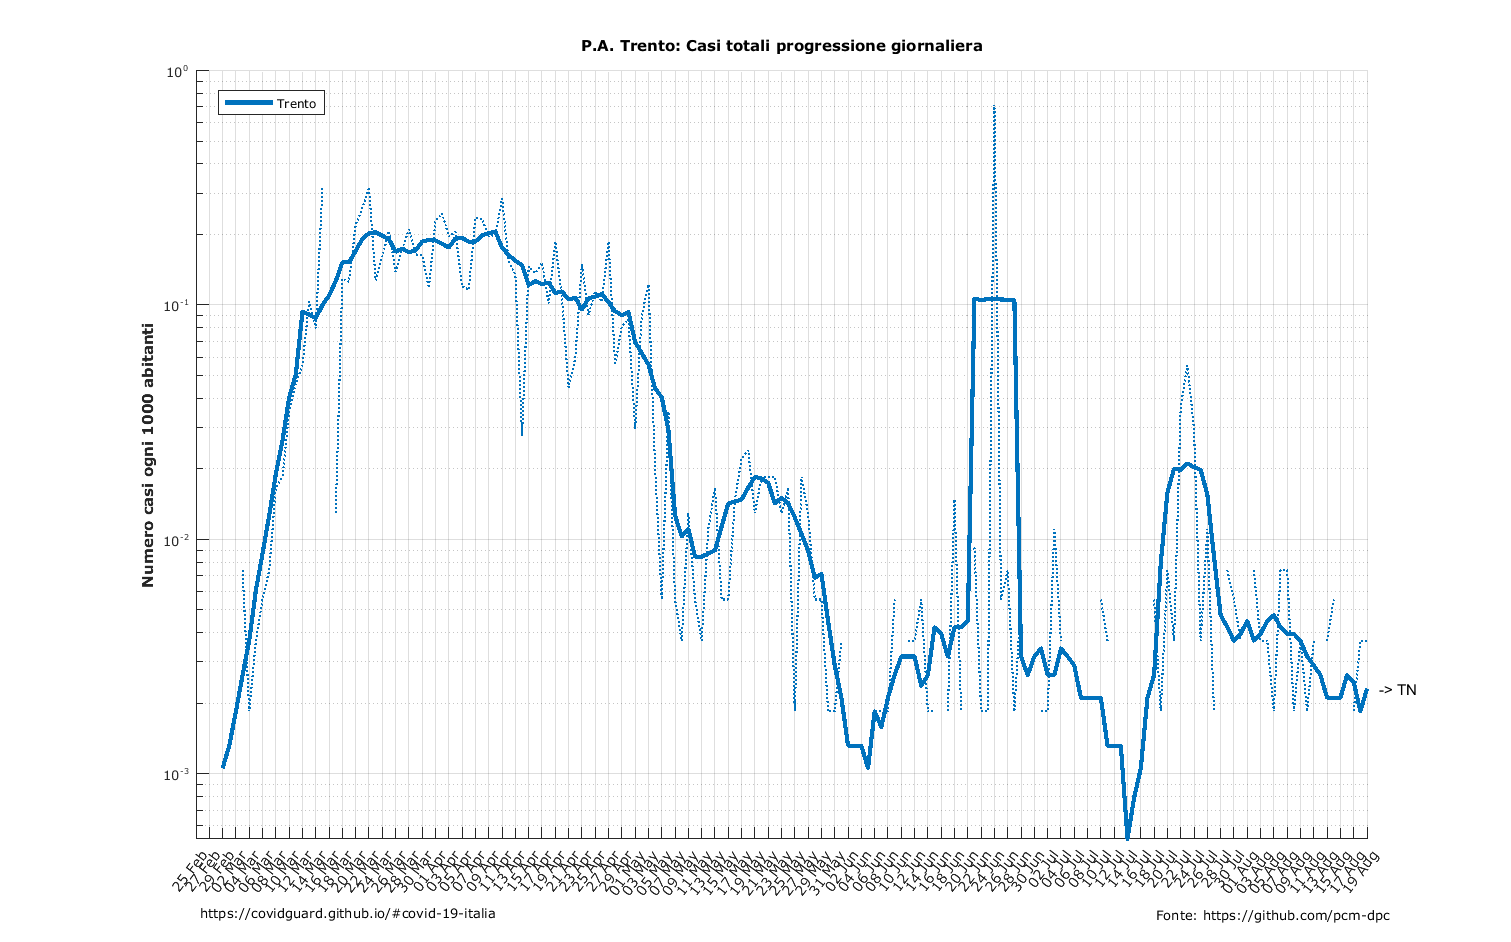 P.A. Trento: Casi totali progressione giornaliera
10^0
Trento
10^-1
Numero casi ogni 1000 abitanti
10^-2
-> TN
10^-3
25 Feb
27 Feb
29 Feb
02 Mar
04 Mar
06 Mar
08 Mar
10 Mar
12 Mar
14 Mar
16 Mar
18 Mar
20 Mar
22 Mar
24 Mar
26 Mar
28 Mar
30 Mar
01 Apr
03 Apr
05 Apr
07 Apr
09 Apr
11 Apr
13 Apr
15 Apr
17 Apr
19 Apr
21 Apr
23 Apr
25 Apr
27 Apr
29 Apr
01 May
03 May
05 May
07 May
09 May
11 May
13 May
15 May
17 May
19 May
21 May
23 May
25 May
27 May
29 May
31 May
02 Jun
04 Jun
06 Jun
08 Jun
10 Jun
12 Jun
14 Jun
16 Jun
18 Jun
20 Jun
22 Jun
24 Jun
26 Jun
28 Jun
30 Jun
02 Jul
04 Jul
06 Jul
08 Jul
10 Jul
12 Jul
14 Jul
16 Jul
18 Jul
20 Jul
22 Jul
24 Jul
26 Jul
28 Jul
30 Jul
01 Aug
03 Aug
05 Aug
07 Aug
09 Aug
11 Aug
13 Aug
15 Aug
17 Aug
19 Aug
https://covidguard.github.io/#covid-19-italia
Fonte: https://github.com/pcm-dpc